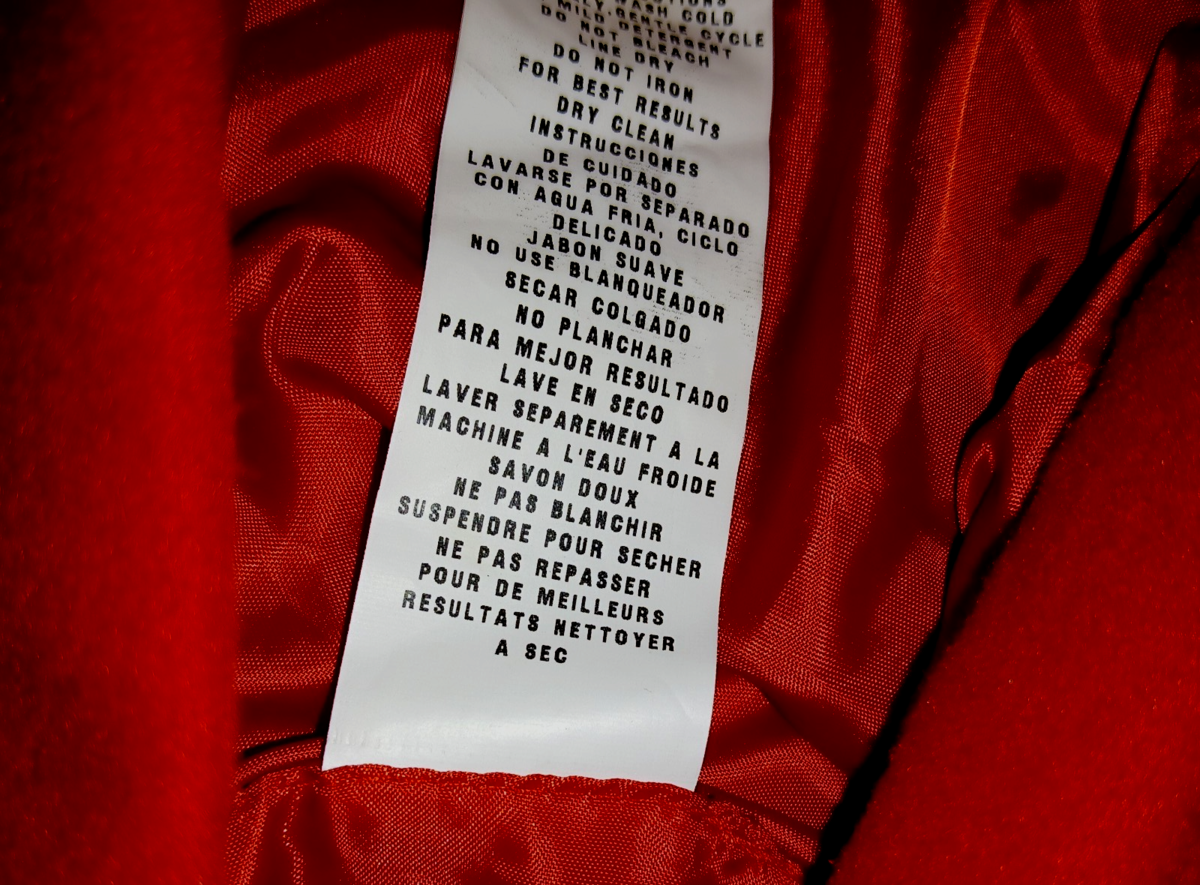 WASH COLD
GENTLE CYCLE
MILD DETERGENT
DO NOT BLEACH
LINE DRY
DO NOT IRON
FOR BEST RESULTS
DRY CLEAN
INSTRUCCIONES
DE CUIDADO
LAVARSE POR SEPARADO
CON AGUA FRIA, CICLO
DELICADO
JABON SUAVE
NO USE BLANQUEADOR
SECAR COLGADO
NO PLANCHAR
PARA MEJOR RESULTADO
LAVE EN SECO
LAVER SEPAREMENT A LA
MACHINE A L'EAU FROIDE
SAVON DOUX
NE PAS BLANCHIR
SUSPENDRE POUR SECHER
NE PAS REPASSER
POUR DE MEILLEURS
RESULTATS NETTOYER
A SEC